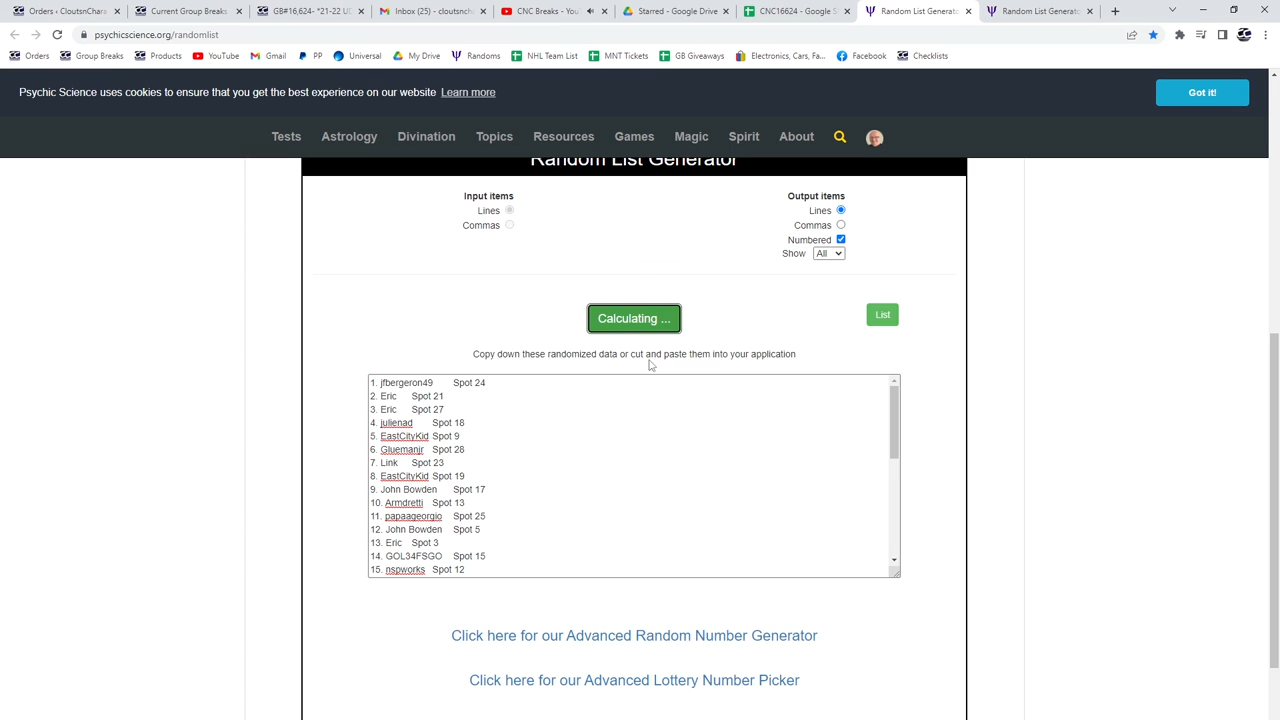 Orders ‹ CloutsnChara
Current Group Breaks
GB#16,624- *21-22 U
Inbox (25) - cloutsnch
CNC Breaks - You
Starred - Google Drive
CNC16624 - Google S
Random List Generato
Random List Generato
psychicscience.org/randomlist
Orders
Group Breaks
Products
YouTube
Gmail
PP
Universal
My Drive
Randoms
NHL Team List
MNT Tickets
GB Giveaways
Electronics, Cars, Fa...
Facebook
Checklists
Psychic Science uses cookies to ensure that you get the best experience on our website Learn more
Got it!
Tests
Astrology
Divination
Topics
Resources
Games
Magic
Spirit
About
Random List Generator
Input items
Lines
Commas
Output items
Lines
Commas
Numbered
Show All
Calculating ...
List
Copy down these randomized data or cut and paste them into your application
1. jfbergeron49 Spot 24
2. Eric Spot 21
3. Eric Spot 27
4. julienad Spot 18
5. EastCityKid Spot 9
6. Gluemanjr Spot 28
7. Link Spot 23
8. EastCityKid Spot 19
9. John Bowden Spot 17
10. Armdretti Spot 13
11. papaageorgio Spot 25
12. John Bowden Spot 5
13. Eric Spot 3
14. GOL34FSGO Spot 15
15. nspworks Spot 12
Click here for our Advanced Random Number Generator
Click here for our Advanced Lottery Number Picker